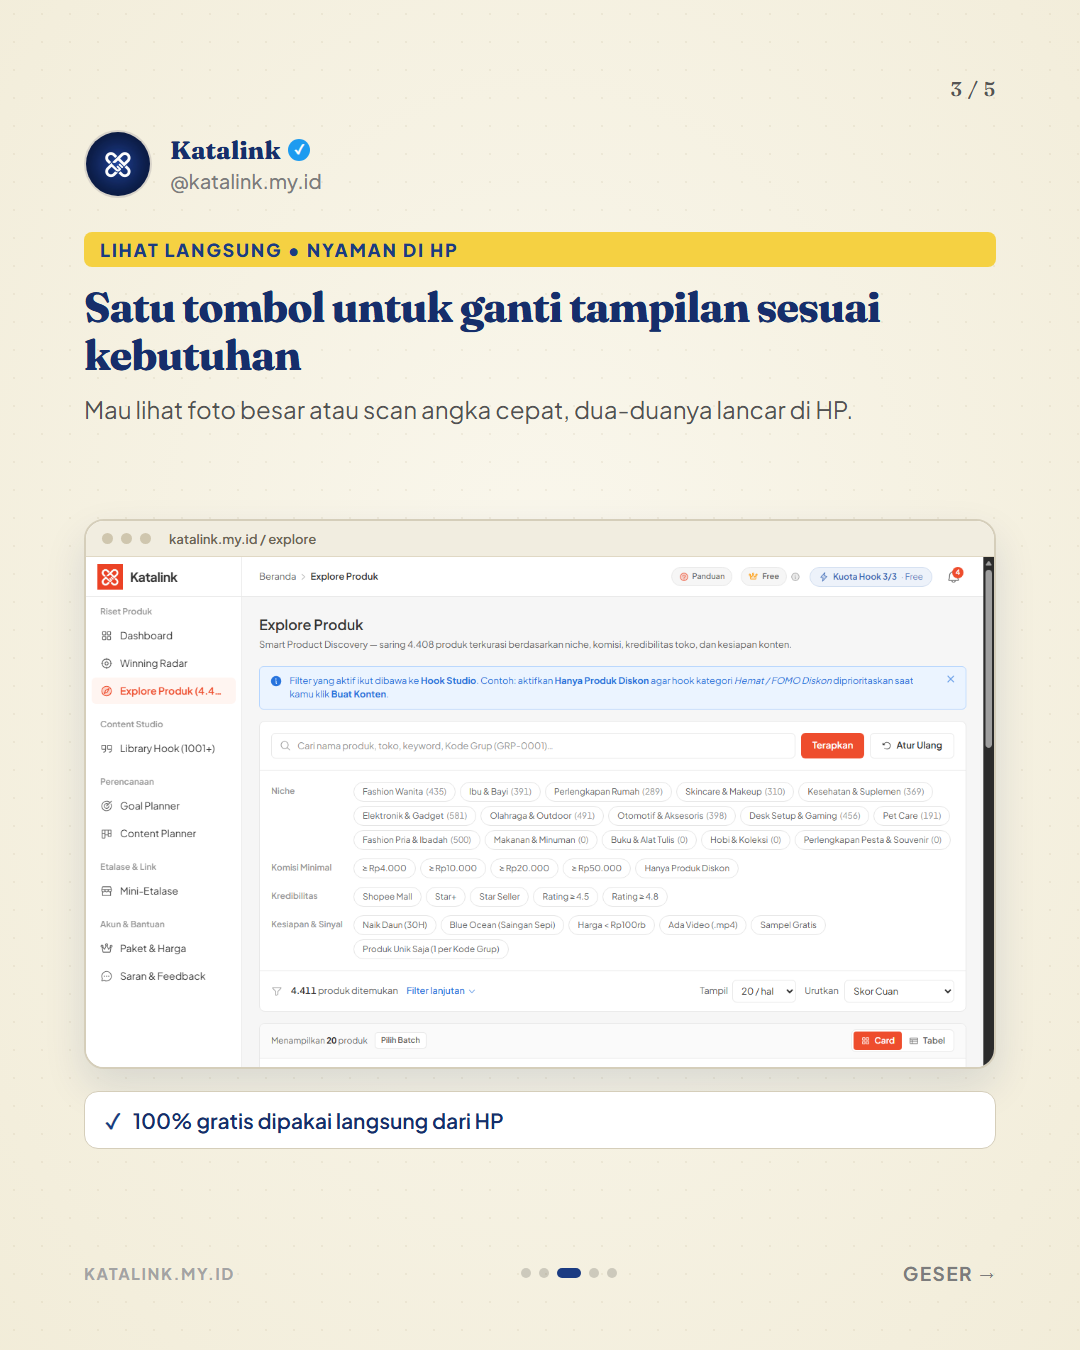 3 / 5
Katalink
@katalink.my.id
LIHAT LANGSUNG ● NYAMAN DI HP
Satu tombol untuk ganti tampilan sesuai
kebutuhan
Mau lihat foto besar atau scan angka cepat, dua-duanya lancar di HP.
katalink.my.id / explore
Katalink
Beranda > Explore Produk
Panduan
Free
Kuota Hook 3/3 · Free
4
Riset Produk
Dashboard
Winning Radar
Explore Produk (4.4...
Content Studio
Library Hook (1001+)
Perencanaan
Goal Planner
Content Planner
Etalase & Link
Mini-Etalase
Akun & Bantuan
Paket & Harga
Saran & Feedback
Explore Produk
Smart Product Discovery — saring 4.408 produk terkurasi berdasarkan niche, komisi, kredibilitas toko, dan kesiapan konten.
Filter yang aktif ikut dibawa ke Hook Studio. Contoh: aktifkan Hanya Produk Diskon agar hook kategori Hemat / FOMO Diskon diprioritaskan saat
kamu klik Buat Konten.
Cari nama produk, toko, keyword, Kode Grup (GRP-0001)...
Terapkan
Atur Ulang
Niche
Fashion Wanita (435) Ibu & Bayi (391) Perlengkapan Rumah (289) Skincare & Makeup (310) Kesehatan & Suplemen (369)
Elektronik & Gadget (581) Olahraga & Outdoor (491) Otomotif & Aksesoris (398) Desk Setup & Gaming (456) Pet Care (191)
Fashion Pria & Ibadah (500) Makanan & Minuman (0) Buku & Alat Tulis (0) Hobi & Koleksi (0) Perlengkapan Pesta & Souvenir (0)
Komisi Minimal
≥ Rp4.000 ≥ Rp10.000 ≥ Rp20.000 ≥ Rp50.000 Hanya Produk Diskon
Kredibilitas
Shopee Mall Star+ Star Seller Rating ≥ 4.5 Rating ≥ 4.8
Kesiapan & Sinyal
Naik Daun (30H) Blue Ocean (Saingan Sepi) Harga < Rp100rb Ada Video (.mp4) Sampel Gratis
Produk Unik Saja (1 per Kode Grup)
4.411 produk ditemukan Filter lanjutan
Tampil 20 / hal Urutkan Skor Cuan
Menampilkan 20 produk Pilih Batch
Card Tabel
✓ 100% gratis dipakai langsung dari HP
KATALINK.MY.ID
GESER →